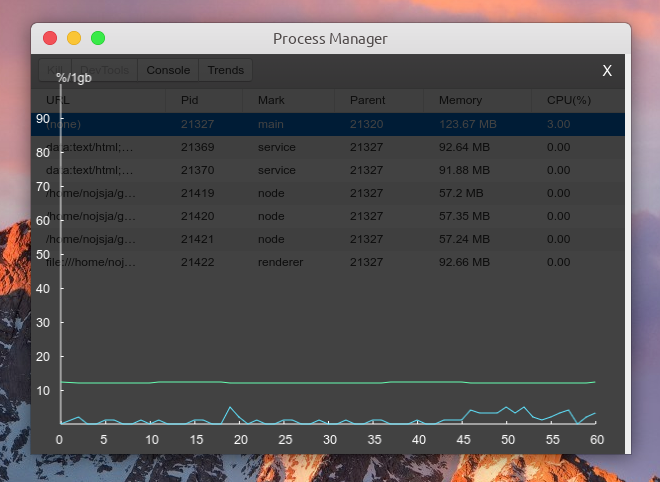 Process Manager
Kill DevTools Console Trends X
%/1gb
URL Pid Mark Parent Memory CPU(%)
(none) 21327 main 21320 123.67 MB 3.00
data:text/html;... 21369 service 21327 92.64 MB 0.00
data:text/html;... 21370 service 21327 91.88 MB 0.00
/home/nojsja/g... 21419 node 21327 57.2 MB 0.00
/home/nojsja/g... 21420 node 21327 57.35 MB 0.00
/home/nojsja/g... 21421 node 21327 57.24 MB 0.00
file:///home/noj... 21422 renderer 21327 92.66 MB 0.00
90
80
70
60
50
40
30
20
10
0 5 10 15 20 25 30 35 40 45 50 55 60